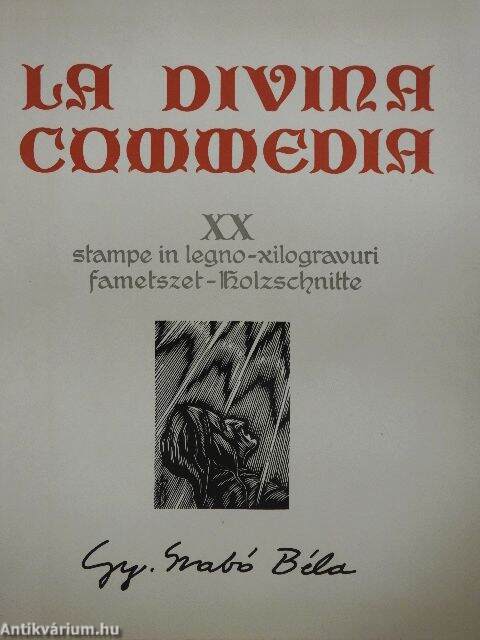 LA DIVINA
COMMEDIA
XX
stampe in legno-xilogravuri
fametszet-Holzschnitte
Gy. Szabó Béla
Antikvárium.hu